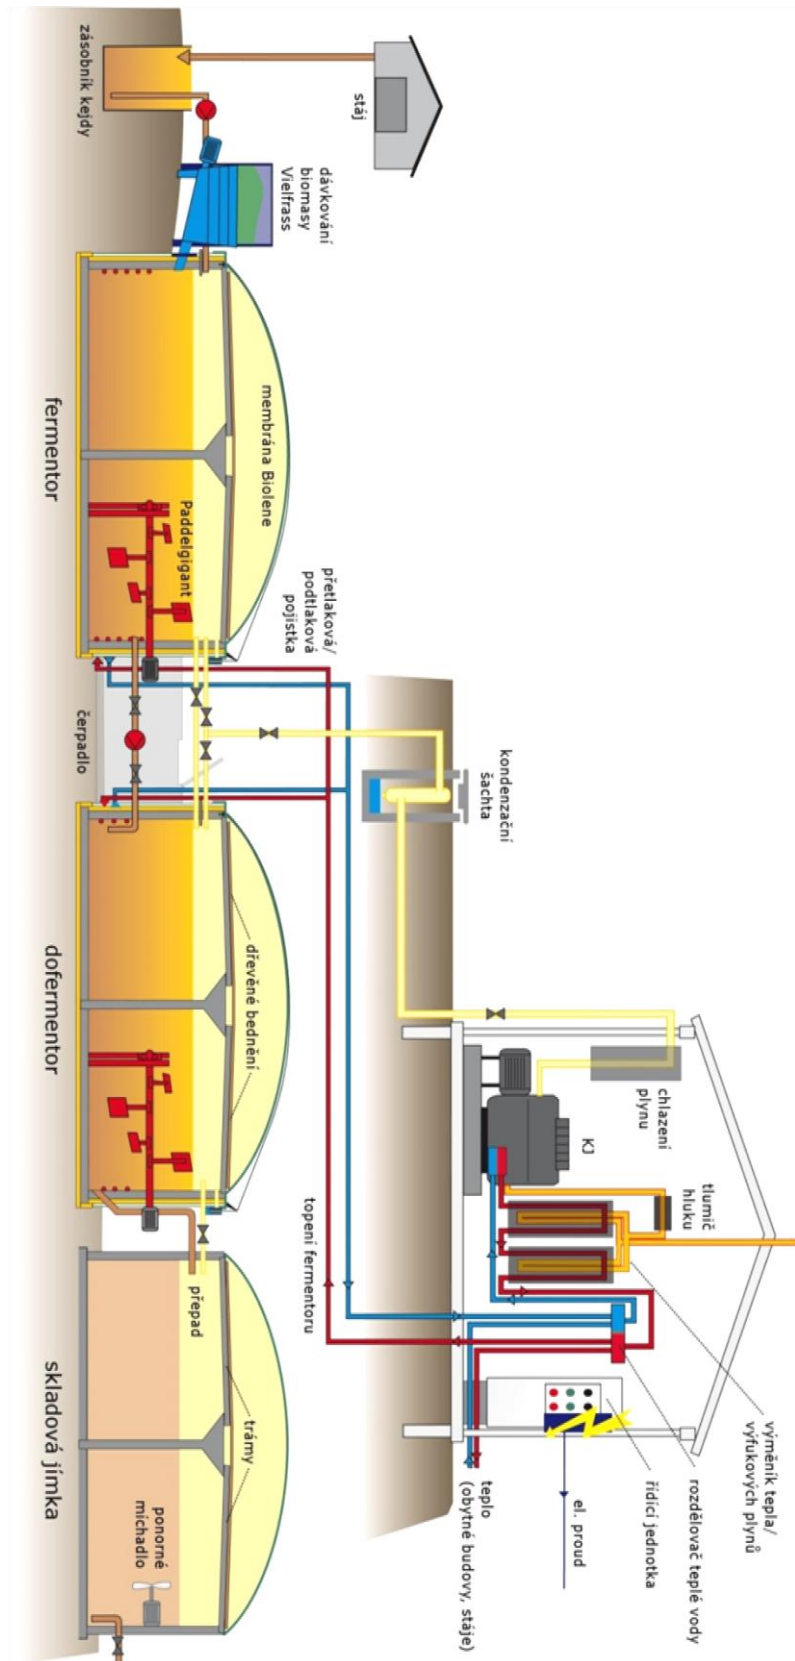 zásobník kejdy
stáj
dávkování
biomasy
Vielfrass
fermentor
membrána Biolene
Paddelgigant
přetlaková/
podtlaková
pojistka
čerpadlo
kondenzační
šachta
dofermentor
dřevěné bednění
topení fermentoru
přepad
skladová jímka
trámy
ponorné
míchadlo
chlazení
plynu
KJ
tlumič
hluku
výměník tepla/
výfukových plynů
rozdělovač teplé vody
řídící jednotka
el. proud
teplo
(obytné budovy, stáje)